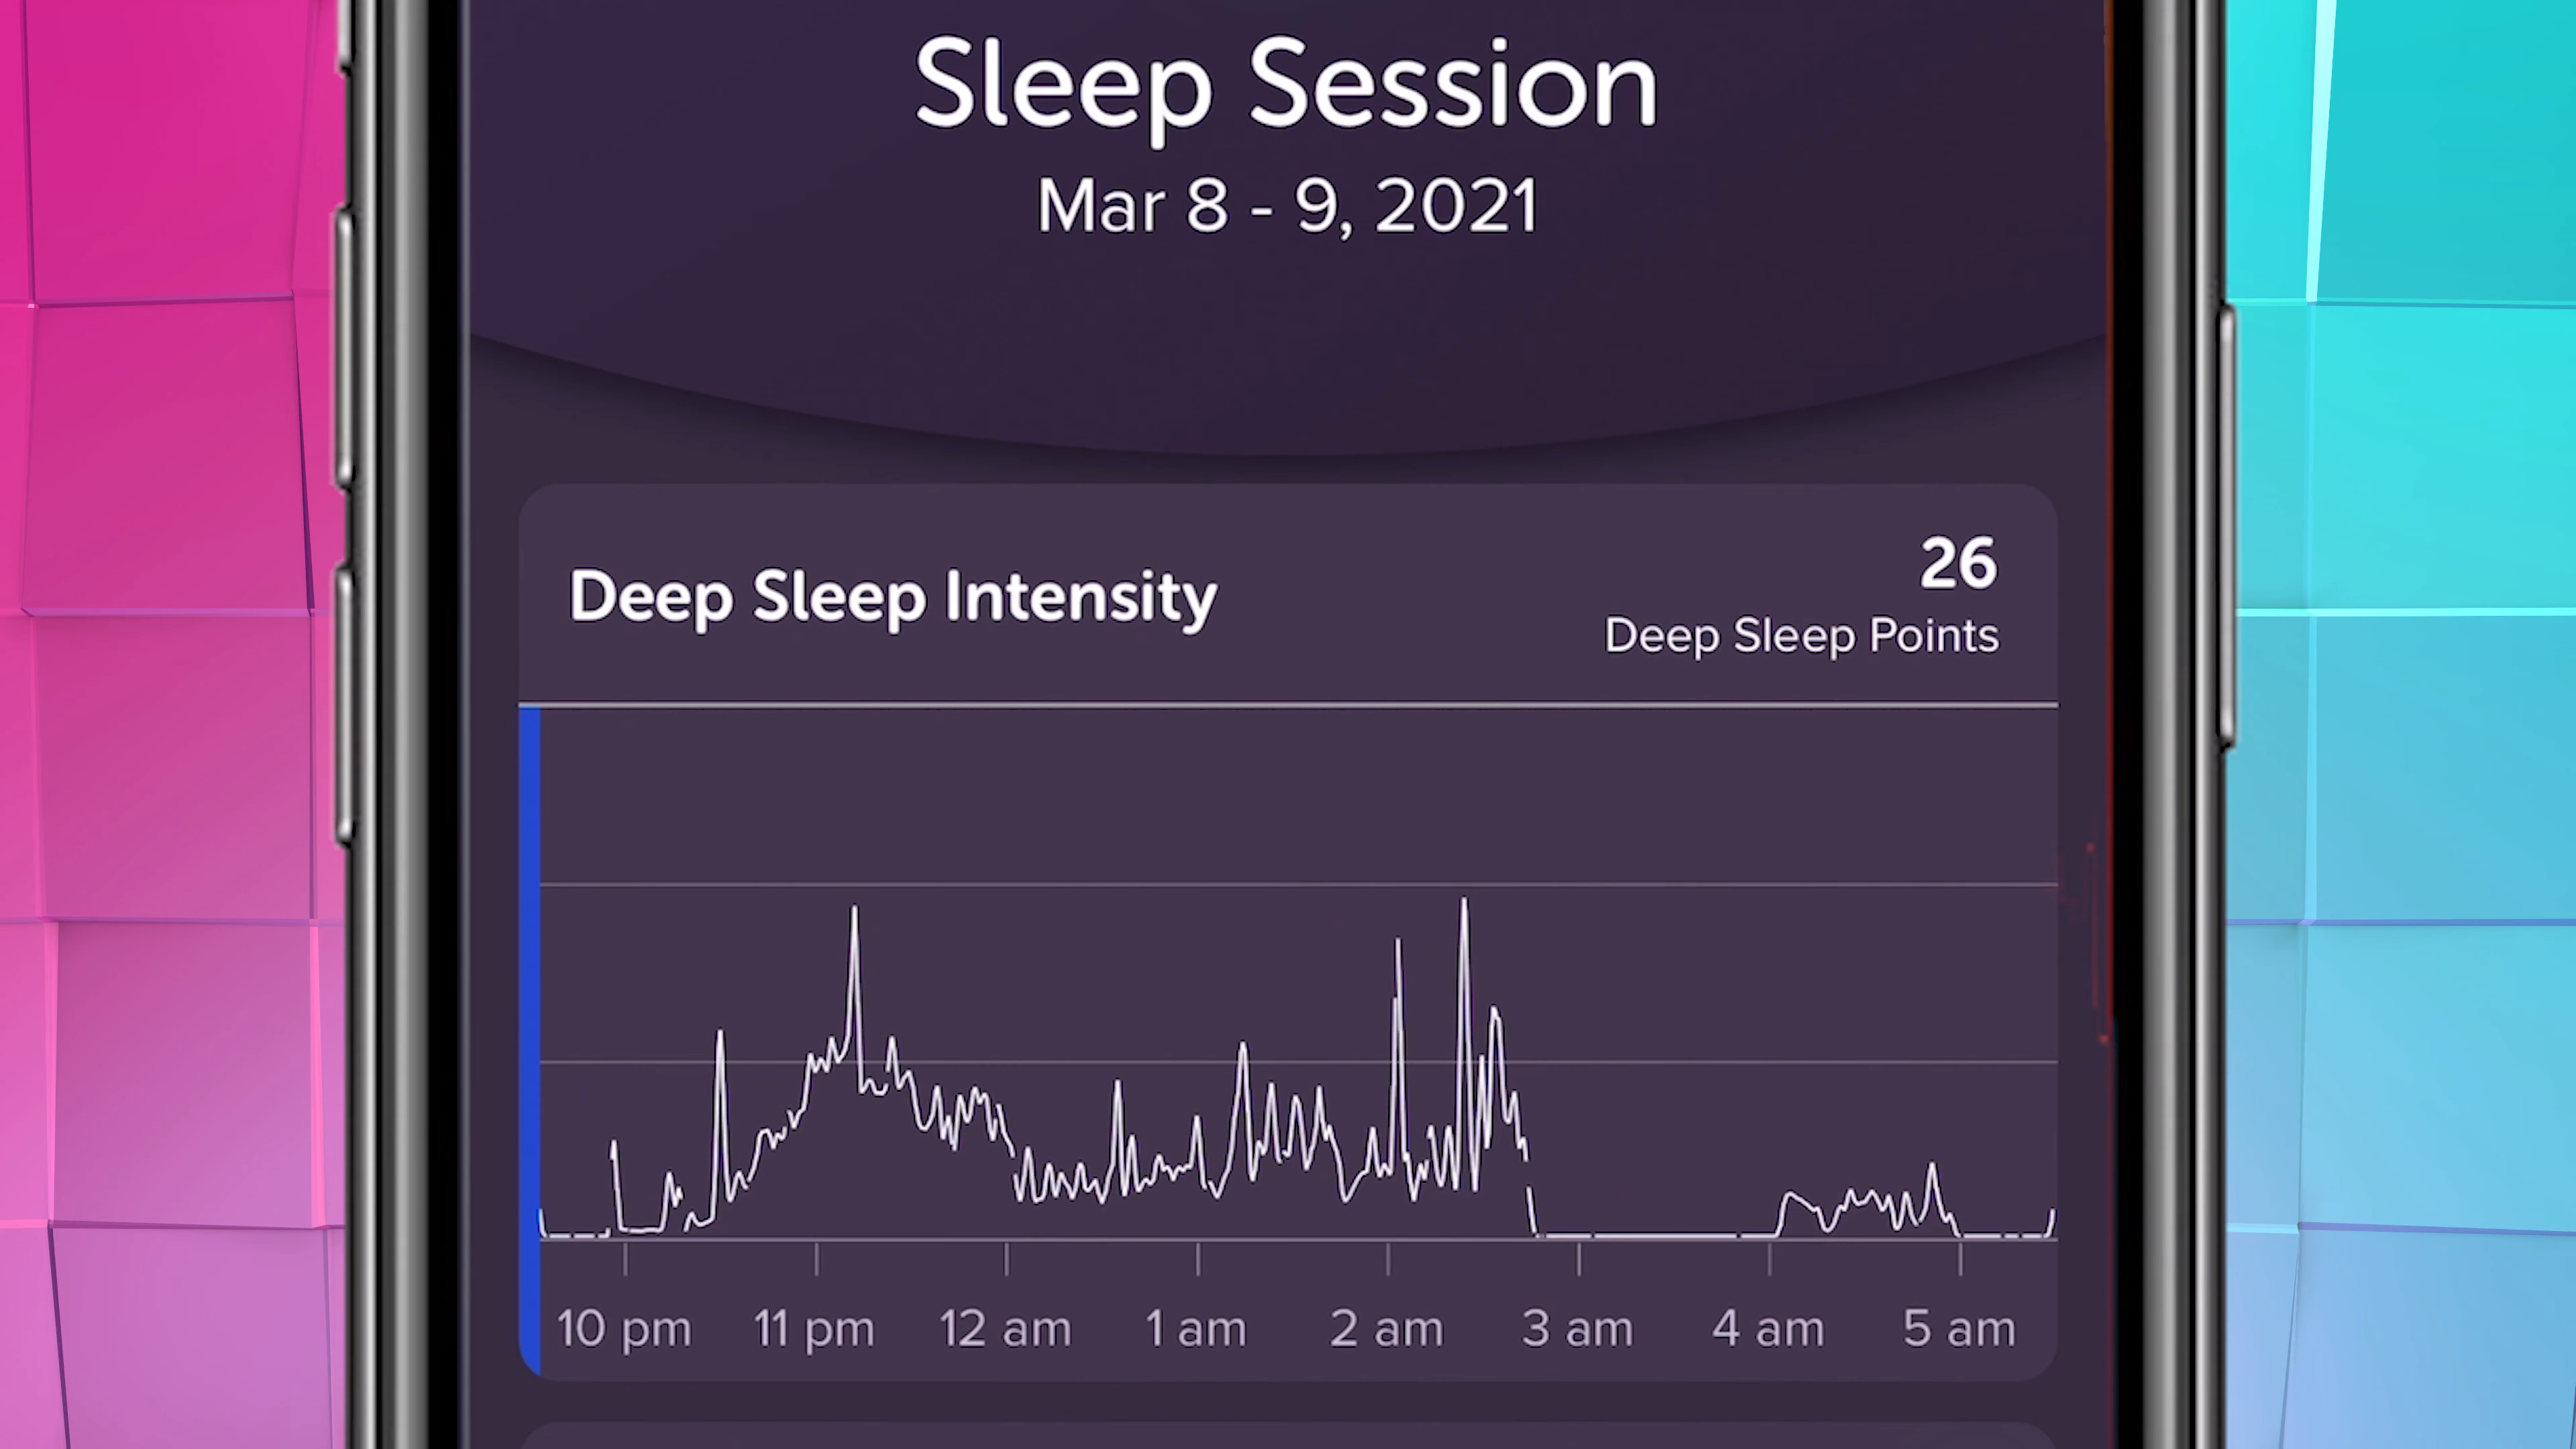 Sleep Session
Mar 8 - 9, 2021
Deep Sleep Intensity
26
Deep Sleep Points
10 pm 11 pm 12 am 1 am 2 am 3 am 4 am 5 am